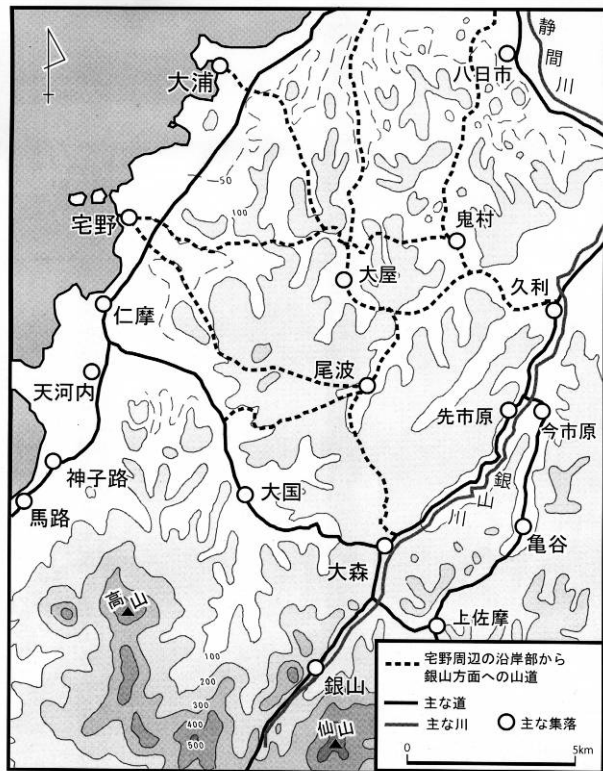 静間川
八日市
大浦
50
100
宅野
鬼村
大屋
久利
仁摩
尾波
天河内
先市原
今市原
神子路
銀山川
大国
馬路
亀谷
大森
高山
上佐摩
100
200
300
400
500
銀山
仙山
宅野周辺の沿岸部から
銀山方面への山道
主な道
主な川 主な集落
0 5km